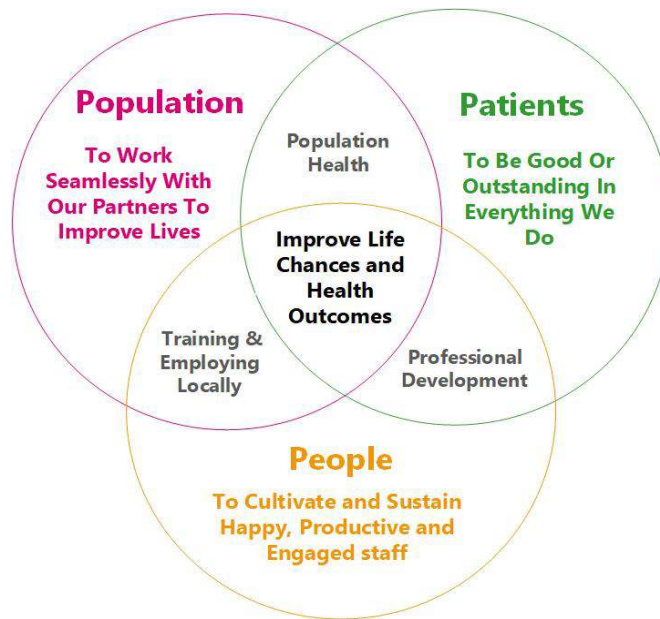 Population
To Work
Seamlessly With
Our Partners To
Improve Lives
Population
Health
Patients
To Be Good Or
Outstanding In
Everything We
Do
Improve Life
Chances and
Health
Outcomes
Training &
Employing
Locally
Professional
Development
People
To Cultivate and Sustain
Happy, Productive and
Engaged staff